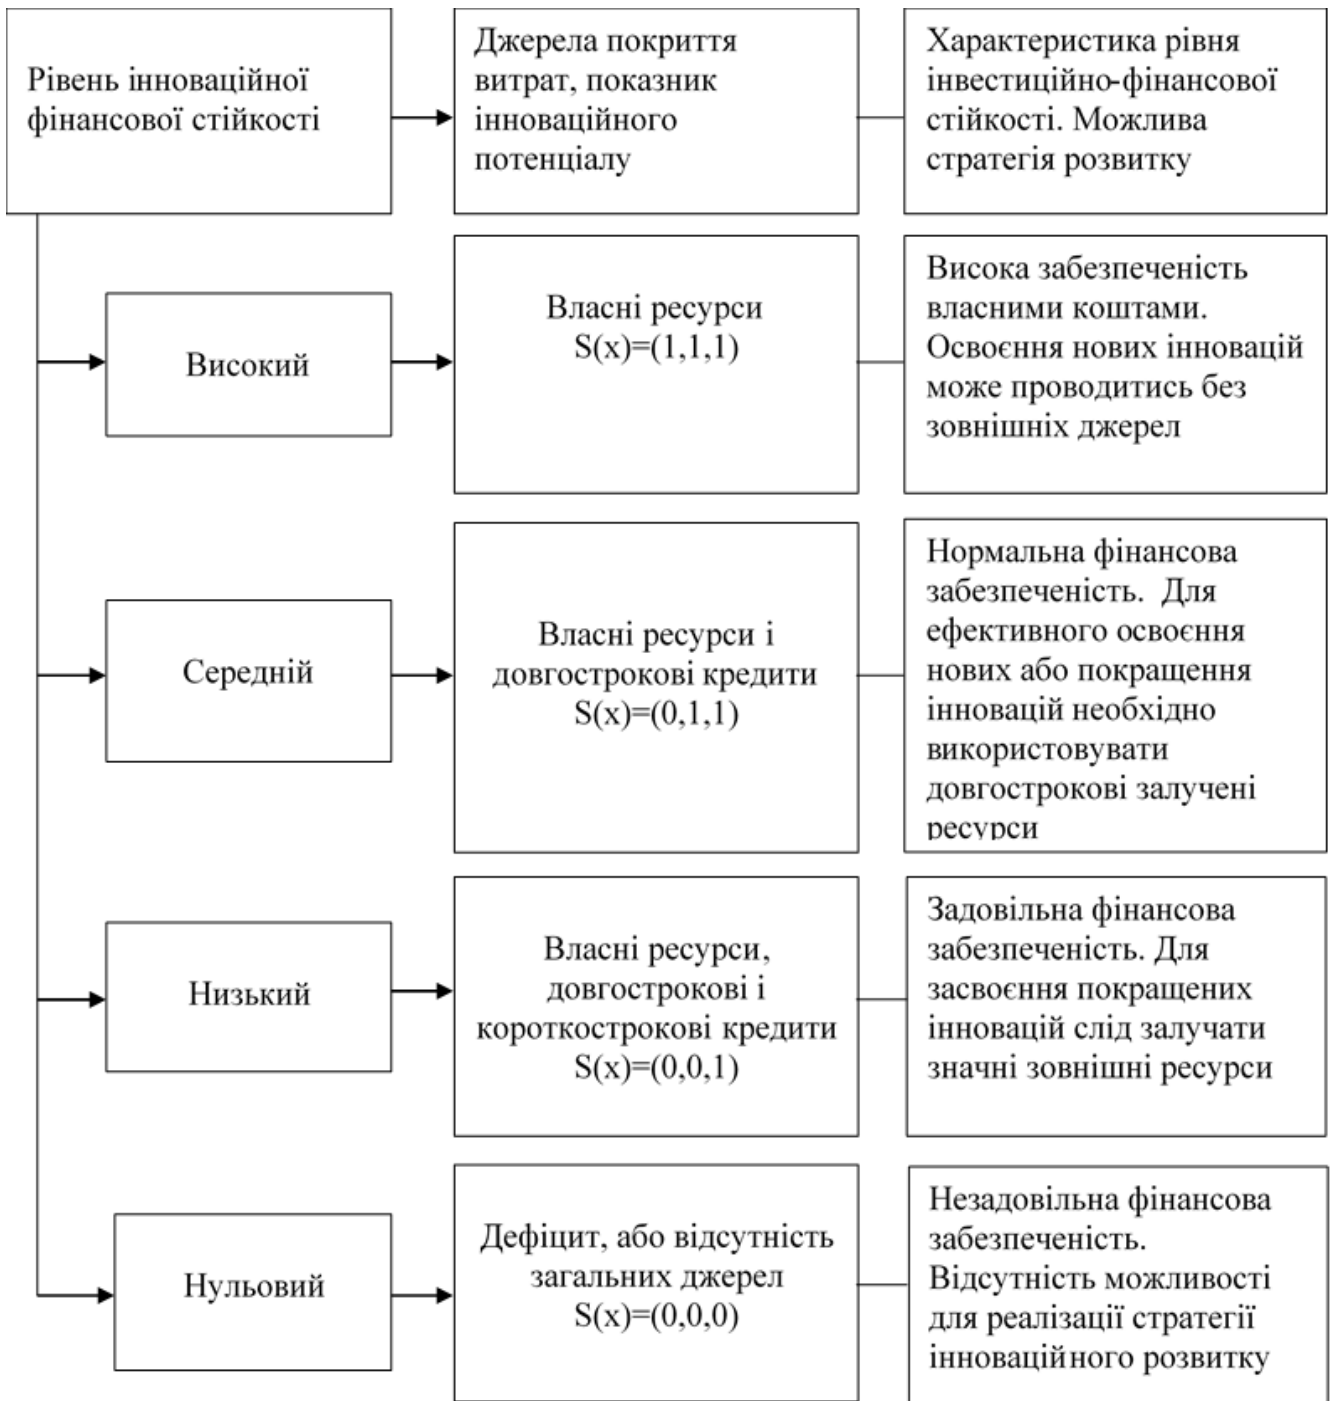 Рівень інноваційної
фінансової стійкості
Джерела покриття
витрат, показник
інноваційного
потенціалу
Характеристика рівня
інвестиційно-фінансової
стійкості. Можлива
стратегія розвитку
Високий
Власні ресурси
S(x)=(1,1,1)
Висока забезпеченість
власними коштами.
Освоєння нових інновацій
може проводитись без
зовнішніх джерел
Середній
Власні ресурси і
довгострокові кредити
S(x)=(0,1,1)
Нормальна фінансова
забезпеченість. Для
ефективного освоєння
нових або покращення
інновацій необхідно
використовувати
довгострокові залучені
ресурси
Низький
Власні ресурси,
довгострокові і
короткострокові кредити
S(x)=(0,0,1)
Задовільна фінансова
забезпеченість. Для
засвоєння покращених
інновацій слід залучати
значні зовнішні ресурси
Нульовий
Дефіцит, або відсутність
загальних джерел
S(x)=(0,0,0)
Незадовільна фінансова
забезпеченість.
Відсутність можливості
для реалізації стратегії
інноваційного розвитку